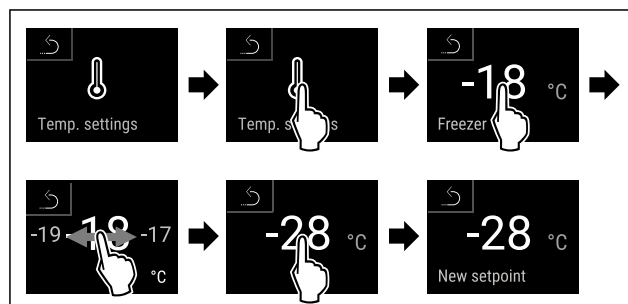 Temp. settings
Temp. s s
-18 °C
Freezer
-19 -18 -17
°C
-28 °C
-28 °C
New setpoint